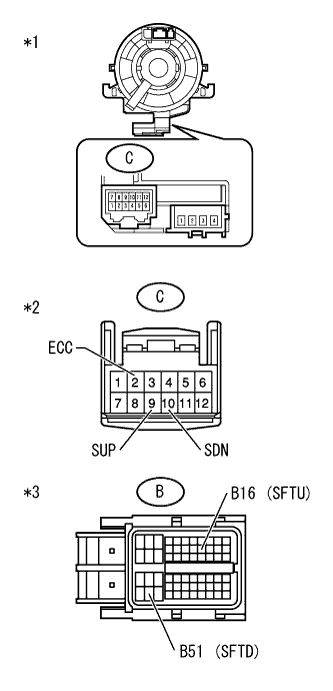 *1
C
7 8 9 10 11 12
1 2 3 4 5 6
1 2 3 4
*2
C
ECC
1 2 3 4 5 6
7 8 9 10 11 12
SUP
SDN
*3
B
B16 (SFTU)
B51 (SFTD)